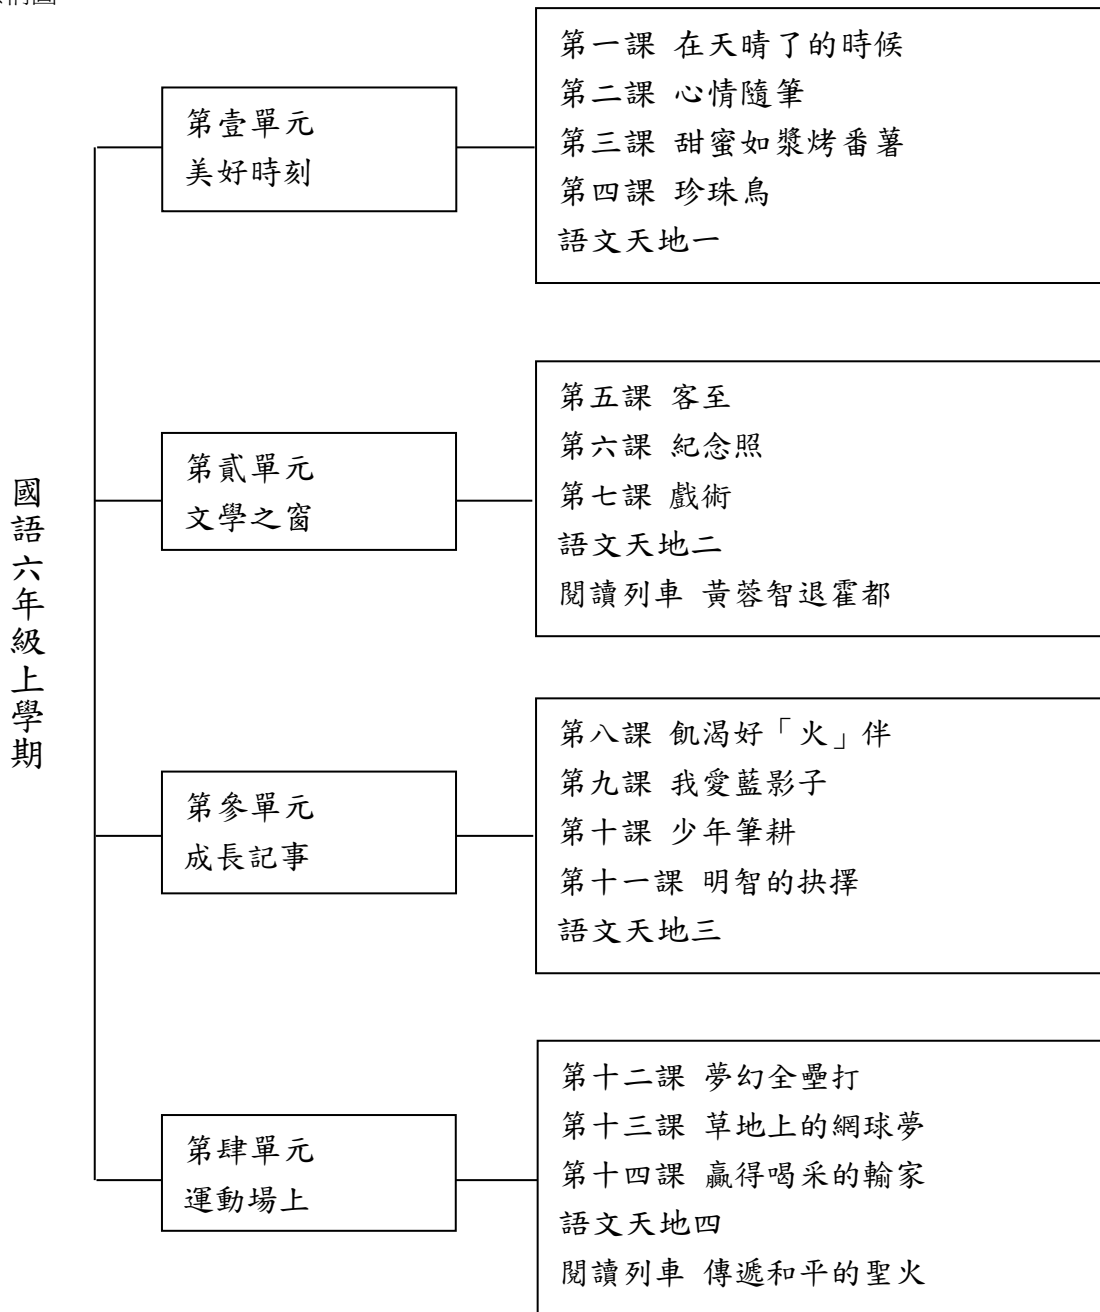 國語六年級上學期
第壹單元
美好時刻
第一課 在天晴了的時候
第二課 心情隨筆
第三課 甜蜜如漿烤番薯
第四課 珍珠鳥
語文天地一
第貳單元
文學之窗
第五課 客至
第六課 紀念照
第七課 戲術
語文天地二
閱讀列車 黃蓉智退霍都
第參單元
成長記事
第八課 飢渴好「火」伴
第九課 我愛藍影子
第十課 少年筆耕
第十一課 明智的抉擇
語文天地三
第肆單元
運動場上
第十二課 夢幻全壘打
第十三課 草地上的網球夢
第十四課 贏得喝采的輸家
語文天地四
閱讀列車 傳遞和平的聖火